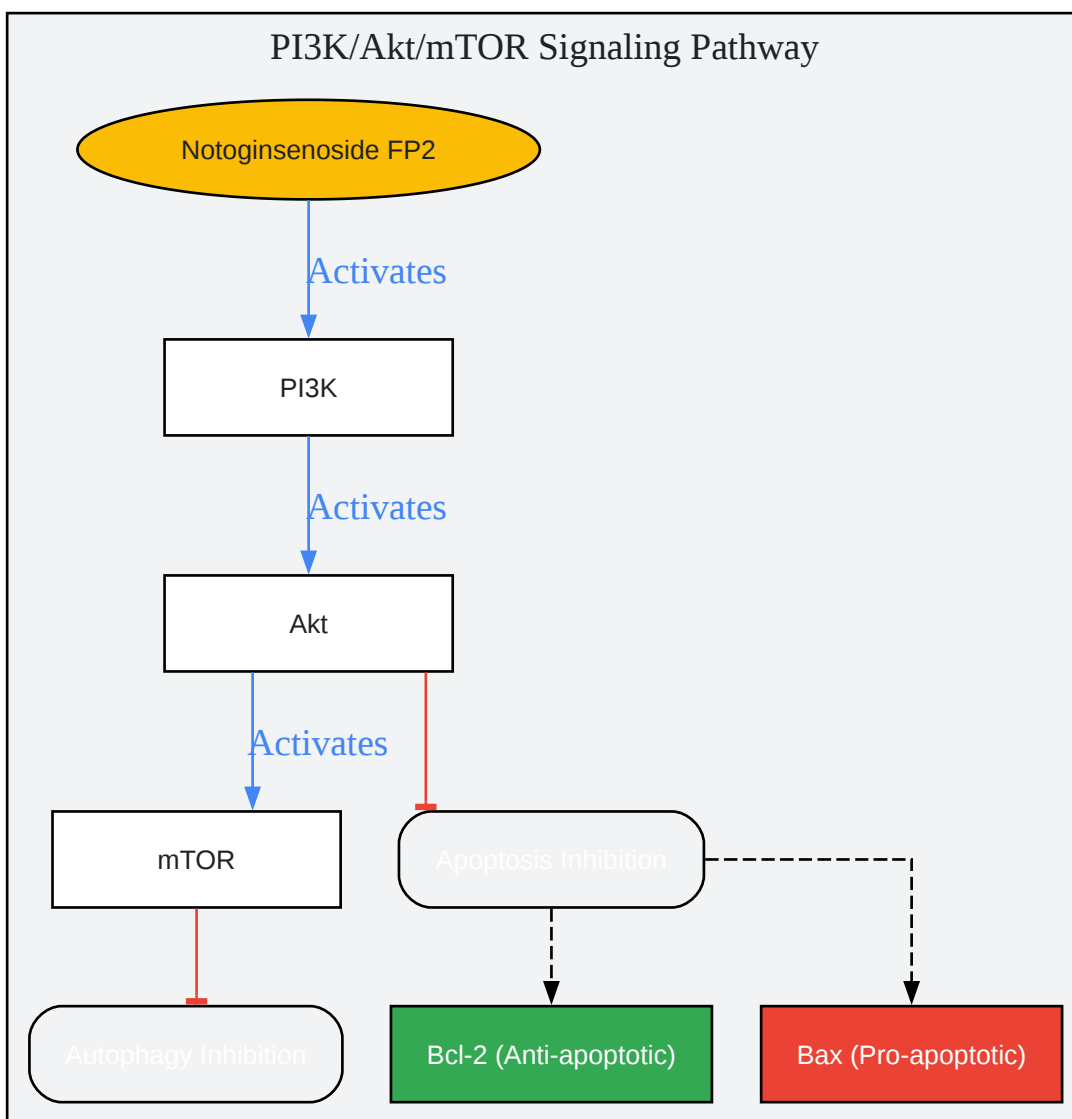 PI3K/Akt/mTOR Signaling Pathway
Notoginsenoside FP2
Activates
PI3K
Activates
Akt
Activates
mTOR
Apoptosis Inhibition
Autophagy Inhibition
Bcl-2 (Anti-apoptotic)
Bax (Pro-apoptotic)